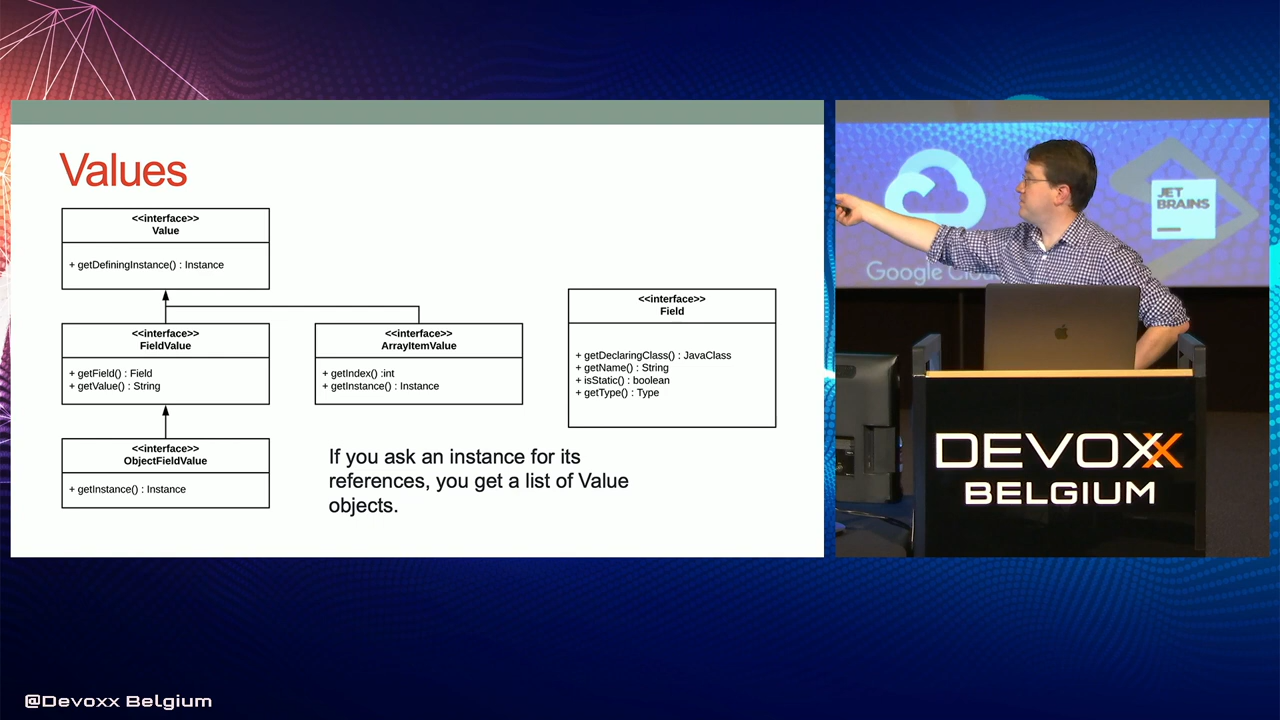 Values
<<interface>>
Value
+ getDefiningInstance() : Instance
<<interface>>
FieldValue
+ getField() : Field
+ getValue() : String
<<interface>>
ArrayItemValue
+ getIndex() :int
+ getInstance() : Instance
<<interface>>
Field
+ getDeclaringClass() : JavaClass
+ getName() : String
+ isStatic() : boolean
+ getType() : Type
<<interface>>
ObjectFieldValue
+ getInstance() : Instance
If you ask an instance for its
references, you get a list of Value
objects.
Google
JET
BRAINS
DEVOXX
BELGIUM
@Devoxx Belgium